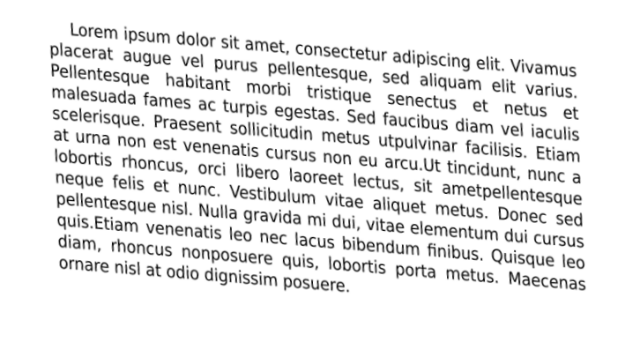 Lorem ipsum dolor sit amet, consectetur adipiscing elit. Vivamus
placerat augue vel purus pellentesque, sed aliquam elit varius.
Pellentesque habitant morbi tristique senectus et netus et
malesuada fames ac turpis egestas. Sed faucibus diam vel iaculis
scelerisque. Praesent sollicitudin metus utpulvinar facilisis. Etiam
at urna non est venenatis cursus non eu arcu.Ut tincidunt, nunc a
lobortis rhoncus, orci libero laoreet lectus, sit ametpellentesque
neque felis et nunc. Vestibulum vitae aliquet metus. Donec sed
pellentesque nisl. Nulla gravida mi dui, vitae elementum dui cursus
quis.Etiam venenatis leo nec lacus bibendum finibus. Quisque leo
diam, rhoncus nonposuere quis, lobortis porta metus. Maecenas
ornare nisl at odio dignissim posuere.